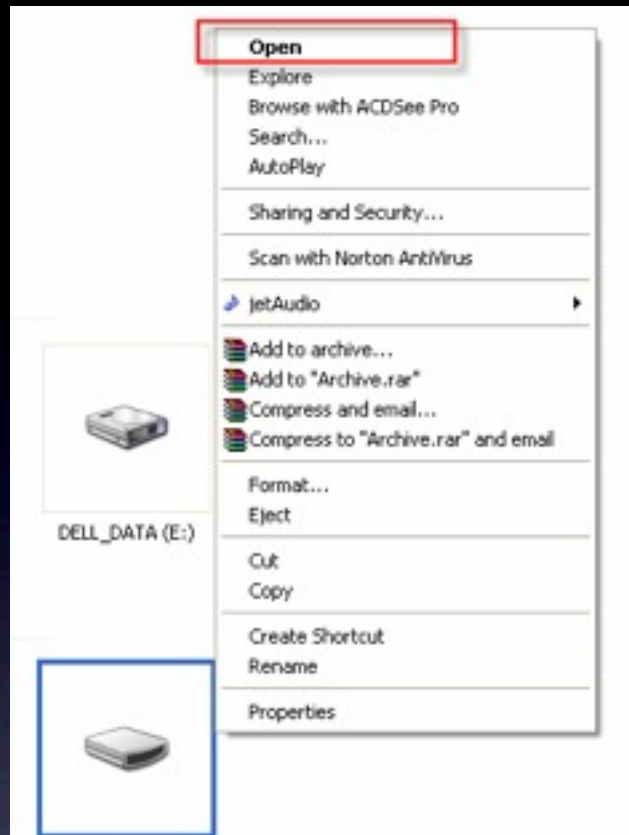 Open
Explore
Browse with ACDSee Pro
Search...
AutoPlay
Sharing and Security...
Scan with Norton AntiVirus
jetAudio
Add to archive...
Add to "Archive.rar"
Compress and email...
Compress to "Archive.rar" and email
Format...
Eject
Cut
Copy
Create Shortcut
Rename
Properties
DELL_DATA (E:)